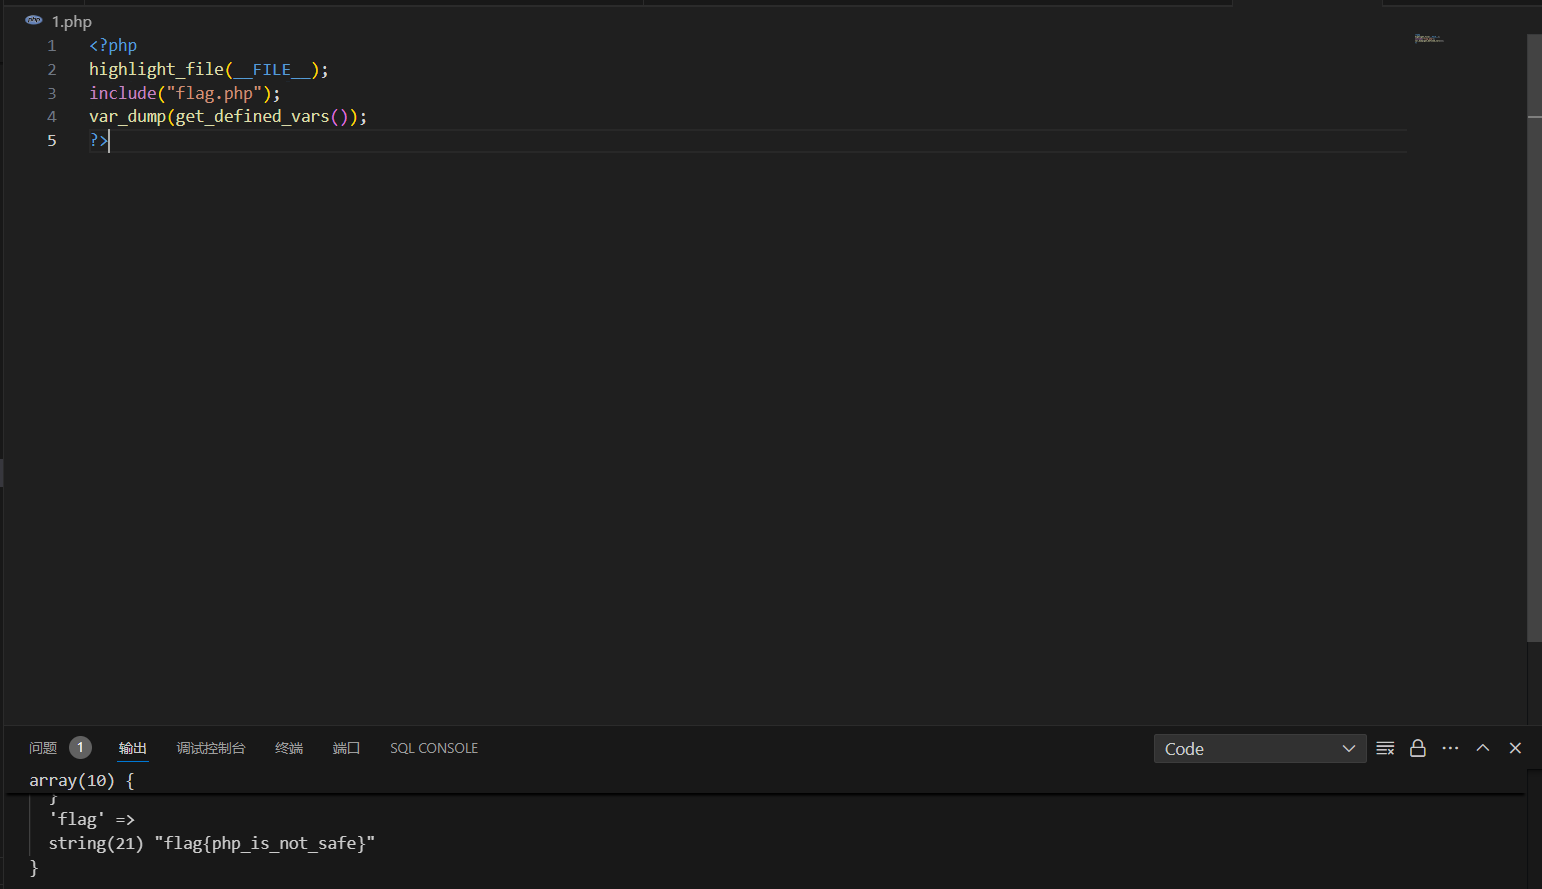 1.php
1 <?php
2 highlight_file(__FILE__);
3 include("flag.php");
4 var_dump(get_defined_vars());
5 ?>
问题 1 输出 调试控制台 终端 端口 SQL CONSOLE Code
array(10) {
}
'flag' =>
string(21) "flag{php_is_not_safe}"
}